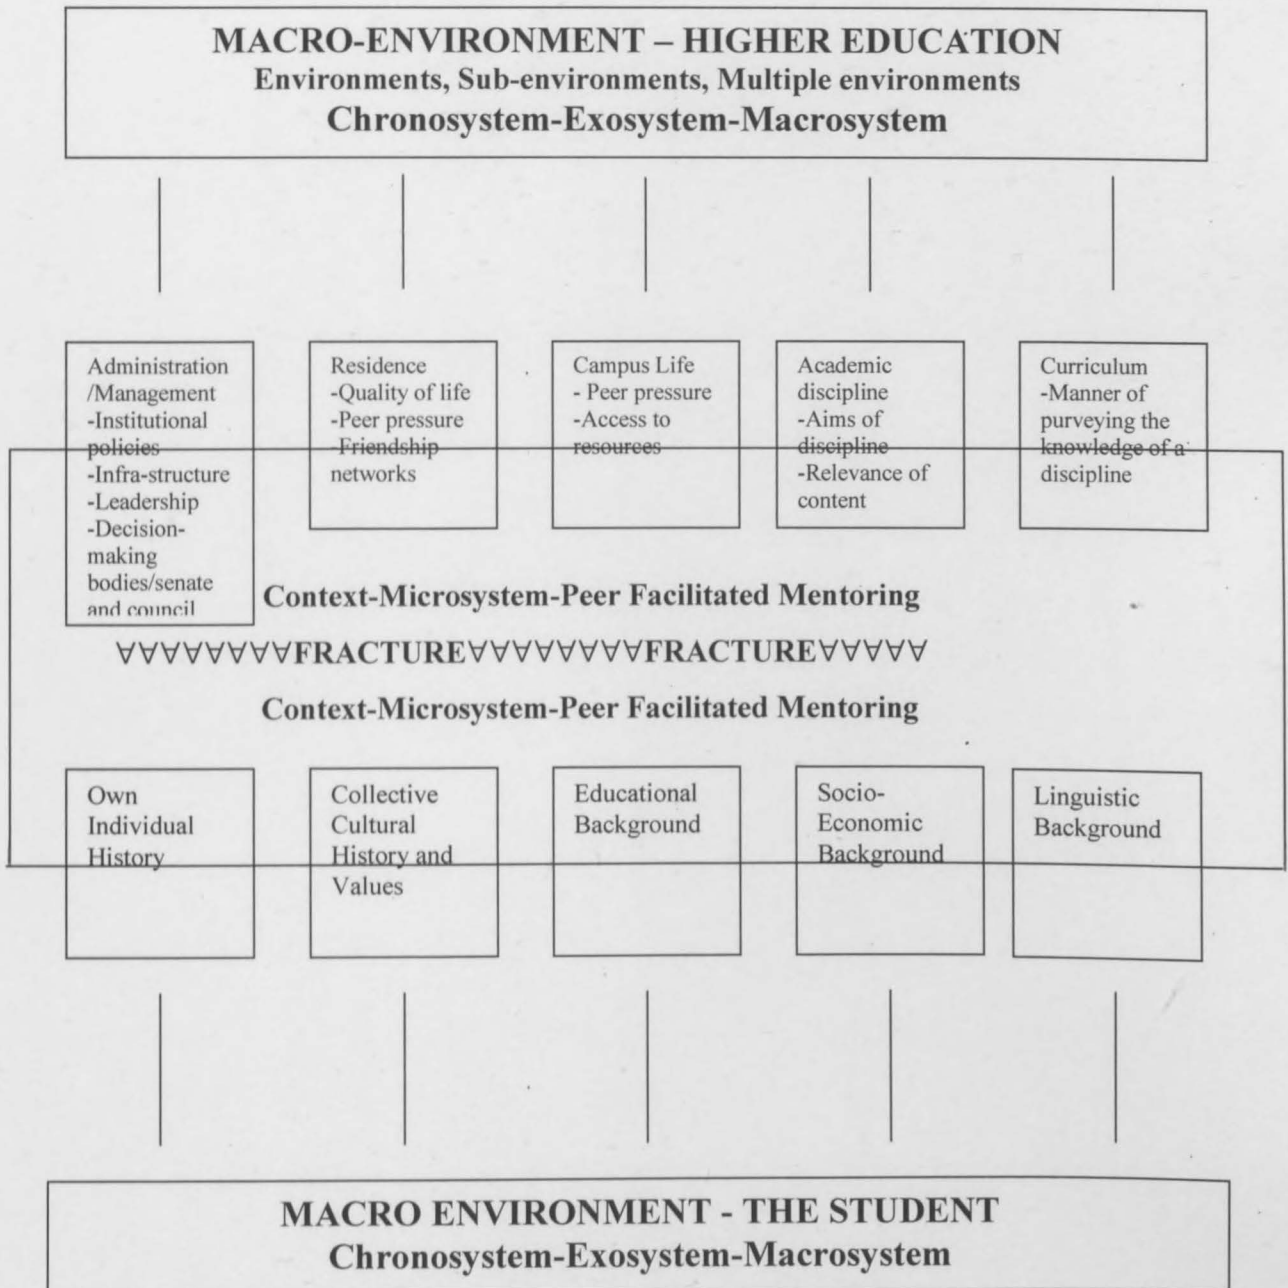 MACRO-ENVIRONMENT – HIGHER EDUCATION
Environments, Sub-environments, Multiple environments
Chronosystem-Exosystem-Macrosystem
Administration
/Management
-Institutional
policies
-Infra-structure
-Leadership
-Decision-
making
bodies/senate
and council
Residence
-Quality of life
-Peer pressure
-Friendship
networks
Campus Life
- Peer pressure
-Access to
resources
Academic
discipline
-Aims of
discipline
-Relevance of
content
Curriculum
-Manner of
purveying the
knowledge of a
discipline
Context-Microsystem-Peer Facilitated Mentoring
∀∀∀∀∀∀∀∀FRACTURE∀∀∀∀∀∀∀∀FRACTURE∀∀∀∀∀
Context-Microsystem-Peer Facilitated Mentoring
Own
Individual
History
Collective
Cultural
History and
Values
Educational
Background
Socio-
Economic
Background
Linguistic
Background
MACRO ENVIRONMENT - THE STUDENT
Chronosystem-Exosystem-Macrosystem